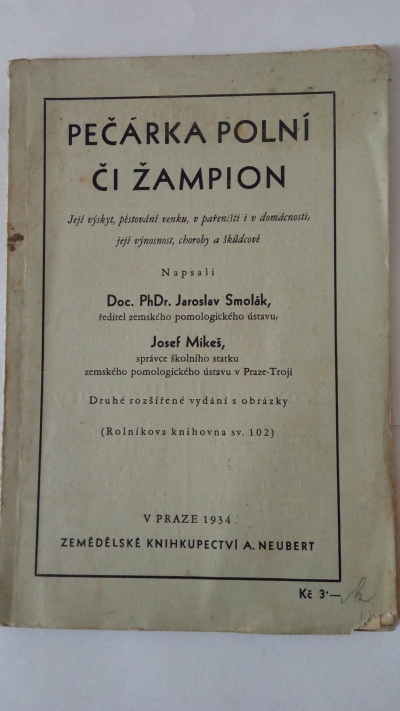 PEČÁRKA POLNÍ
ČI ŽAMPION
Její výskyt, pěstování venku, v pařeništi i v domácnosti,
její výnosnost, choroby a škůdcové
Napsali
Doc. PhDr. Jaroslav Smolák,
ředitel zemského pomologického ústavu,
Josef Mikeš,
správce školního statku
zemského pomologického ústavu v Praze-Troji
Druhé rozšířené vydání s obrázky
(Rolníkova knihovna sv. 102)
V PRAZE 1934.
ZEMĚDĚLSKÉ KNIHKUPECTVÍ A. NEUBERT
Kč 3·—